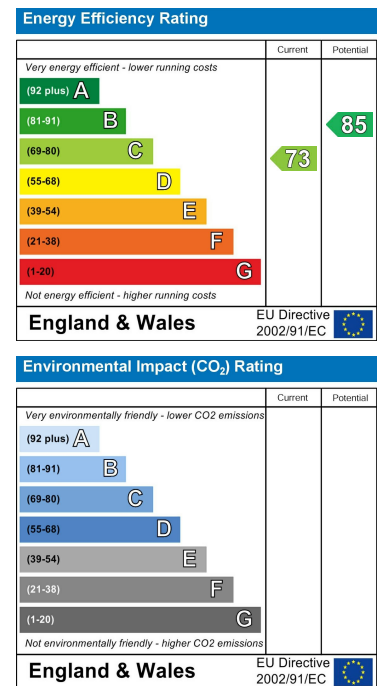 Energy Efficiency Rating
Current Potential
Very energy efficient - lower running costs
(92 plus) A
(81-91) B
85
(69-80) C
73
(55-68) D
(39-54) E
(21-38) F
(1-20) G
Not energy efficient - higher running costs
England & Wales
EU Directive
2002/91/EC
Environmental Impact (CO₂) Rating
Current Potential
Very environmentally friendly - lower CO2 emissions
(92 plus) A
(81-91) B
(69-80) C
(55-68) D
(39-54) E
(21-38) F
(1-20) G
Not environmentally friendly - higher CO2 emissions
England & Wales
EU Directive
2002/91/EC